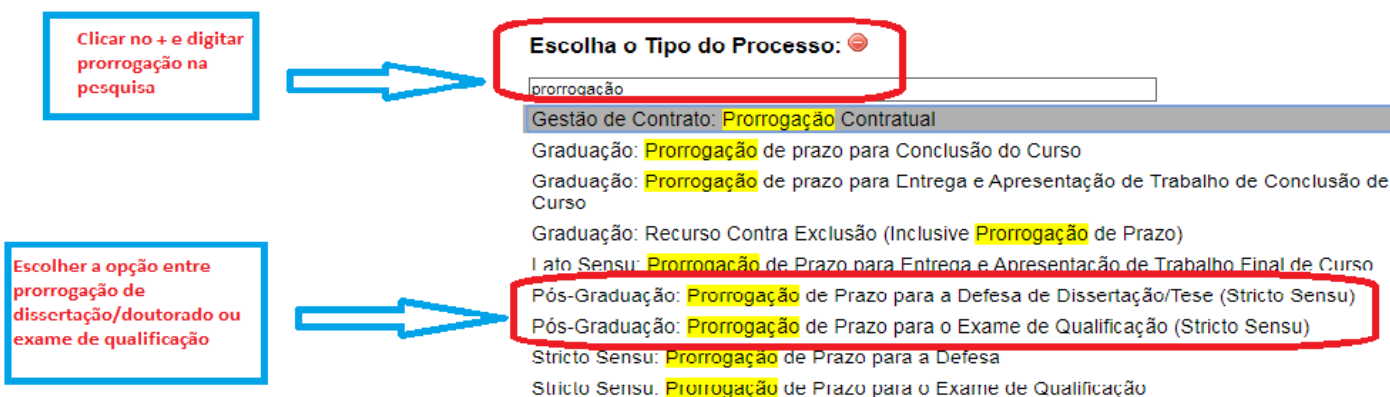 Clicar no + e digitar
prorrogação na
pesquisa
Escolha o Tipo do Processo:
prorrogação
Gestão de Contrato: Prorrogação Contratual
Graduação: Prorrogação de prazo para Conclusão do Curso
Graduação: Prorrogação de prazo para Entrega e Apresentação de Trabalho de Conclusão de
Curso
Graduação: Recurso Contra Exclusão (Inclusive Prorrogação de Prazo)
Lato Sensu: Prorrogação de Prazo para Entrega e Apresentação de Trabalho Final de Curso
Escolher a opção entre
prorrogação de
dissertação/doutorado ou
exame de qualificação
Pós-Graduação: Prorrogação de Prazo para a Defesa de Dissertação/Tese (Stricto Sensu)
Pós-Graduação: Prorrogação de Prazo para o Exame de Qualificação (Stricto Sensu)
Stricto Sensu: Prorrogação de Prazo para a Defesa
Stricto Sensu: Prorrogação de Prazo para o Exame de Qualificação